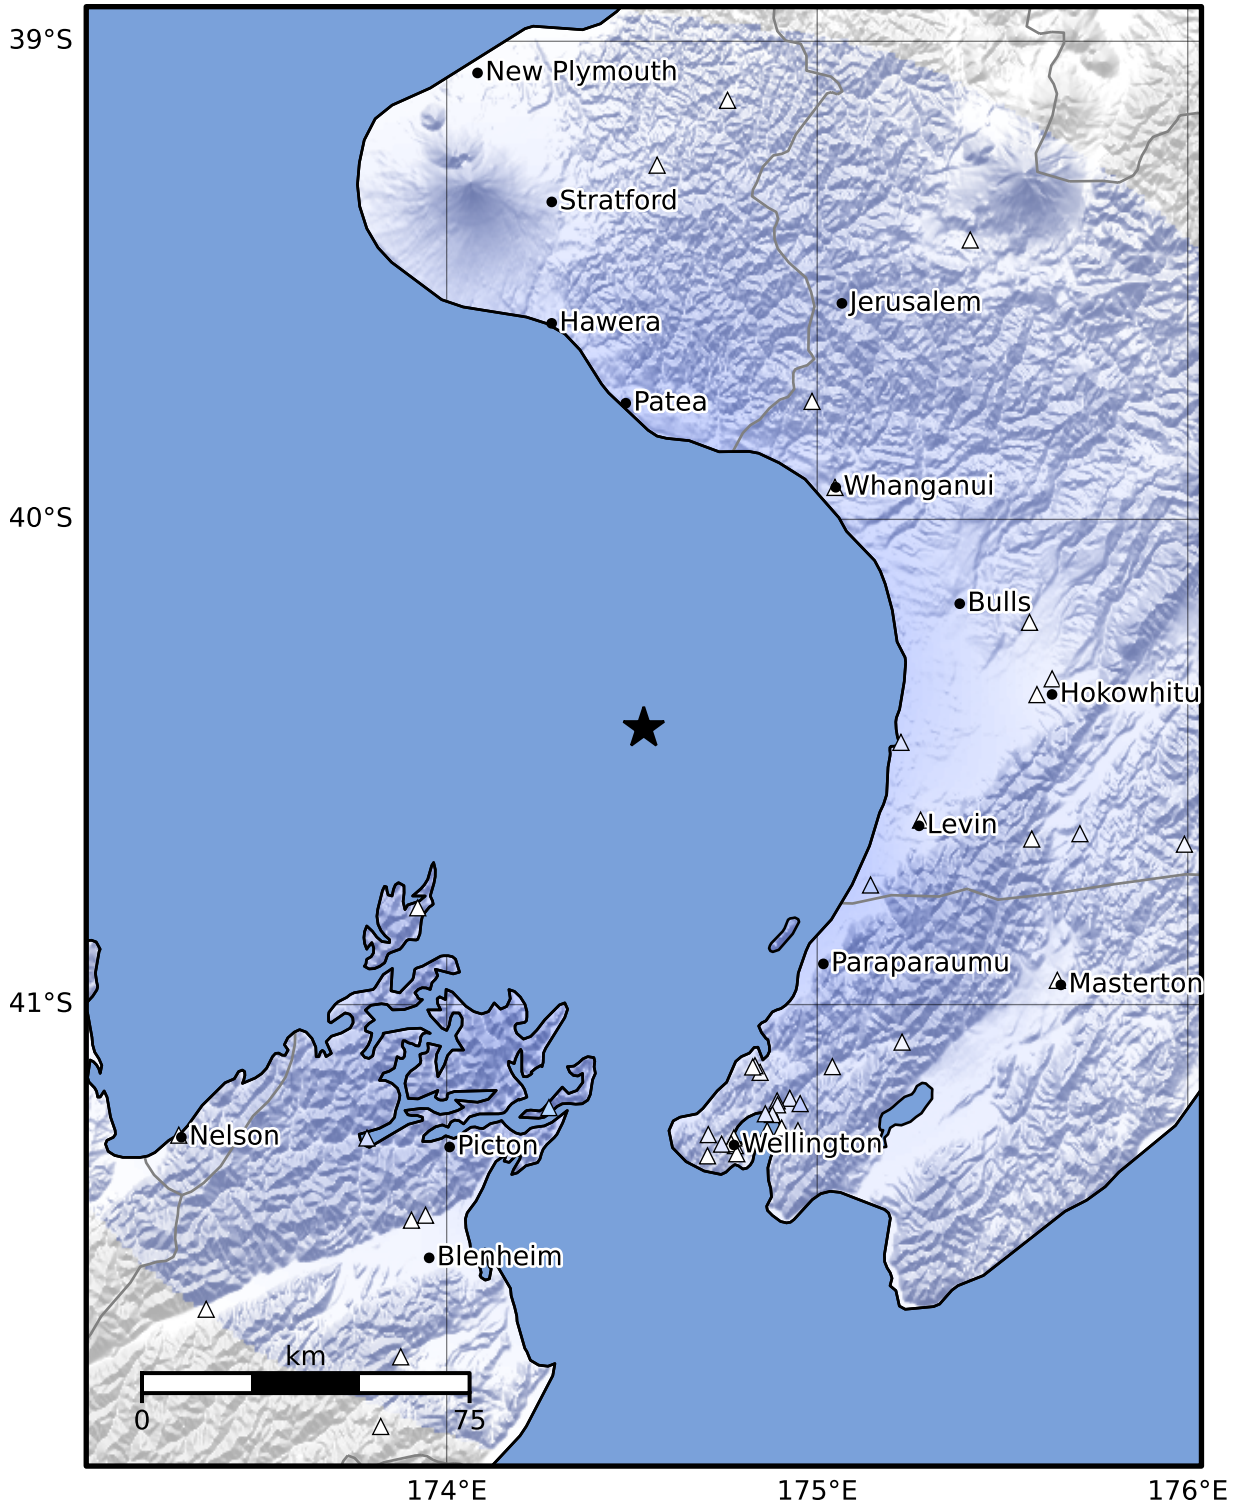 39°S
New Plymouth
Stratford
Jerusalem
Hawera
Patea
Whanganui
40°S
Bulls
Hokowhitu
Levin
Paraparaumu
Masterton
41°S
Nelson
Picton
Wellington
Blenheim
km
0
75
174°E
175°E
176°E